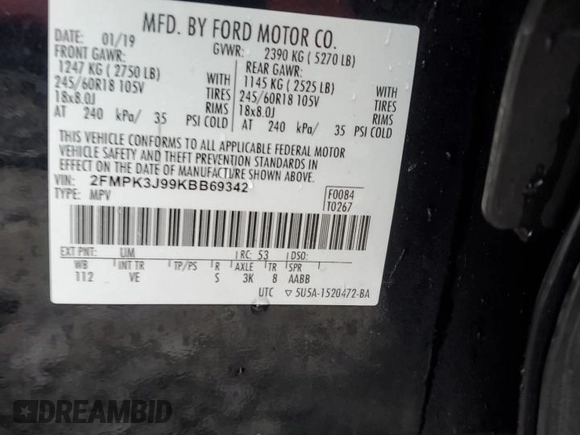 MFD. BY FORD MOTOR CO.
DATE: 01/19 GVWR: 2390 KG ( 5270 LB)
FRONT GAWR: REAR GAWR:
1247 KG ( 2750 LB) WITH 1145 KG ( 2525 LB) WITH
245/60R18 105V TIRES 245/60R18 105V TIRES
18x8.0J RIMS 18x8.0J RIMS
AT 240 kPa/ 35 PSI COLD AT 240 kPa/ 35 PSI COLD
THIS VEHICLE CONFORMS TO ALL APPLICABLE FEDERAL MOTOR
VEHICLE SAFETY AND THEFT PREVENTION STANDARDS IN
EFFECT ON THE DATE OF MANUFACTURE SHOWN ABOVE.
VIN: 2FMPK3J99KBB69342 F0084
TYPE: MPV T0267
EXT PNT: UM RC: 53 DSO:
WB INT TR TP/PS R AXLE TR SPR
112 VE S 3K 8 AABB
UTC ▽ 5U5A-1520472-BA
DREAMBID